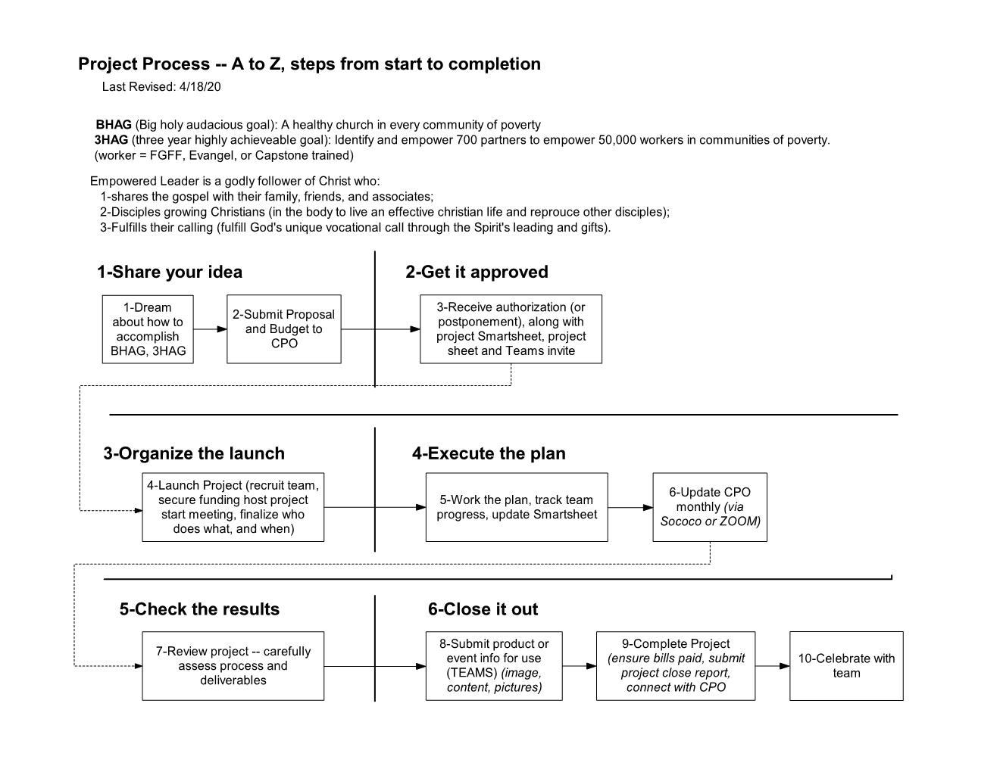 Project Process -- A to Z, steps from start to completion
Last Revised: 4/18/20
BHAG (Big holy audacious goal): A healthy church in every community of poverty
3HAG (three year highly achieveable goal): Identify and empower 700 partners to empower 50,000 workers in communities of poverty.
(worker = FGFF, Evangel, or Capstone trained)
Empowered Leader is a godly follower of Christ who:
1-shares the gospel with their family, friends, and associates;
2-Disciples growing Christians (in the body to live an effective christian life and reprouce other disciples);
3-Fulfills their calling (fulfill God's unique vocational call through the Spirit's leading and gifts).
1-Share your idea
1-Dream
about how to
accomplish
BHAG, 3HAG
2-Submit Proposal
and Budget to
CPO
2-Get it approved
3-Receive authorization (or
postponement), along with
project Smartsheet, project
sheet and Teams invite
3-Organize the launch
4-Launch Project (recruit team,
secure funding host project
start meeting, finalize who
does what, and when)
4-Execute the plan
5-Work the plan, track team
progress, update Smartsheet
6-Update CPO
monthly (via
Sococo or ZOOM)
5-Check the results
7-Review project -- carefully
assess process and
deliverables
6-Close it out
8-Submit product or
event info for use
(TEAMS) (image,
content, pictures)
9-Complete Project
(ensure bills paid, submit
project close report,
connect with CPO
10-Celebrate with
team